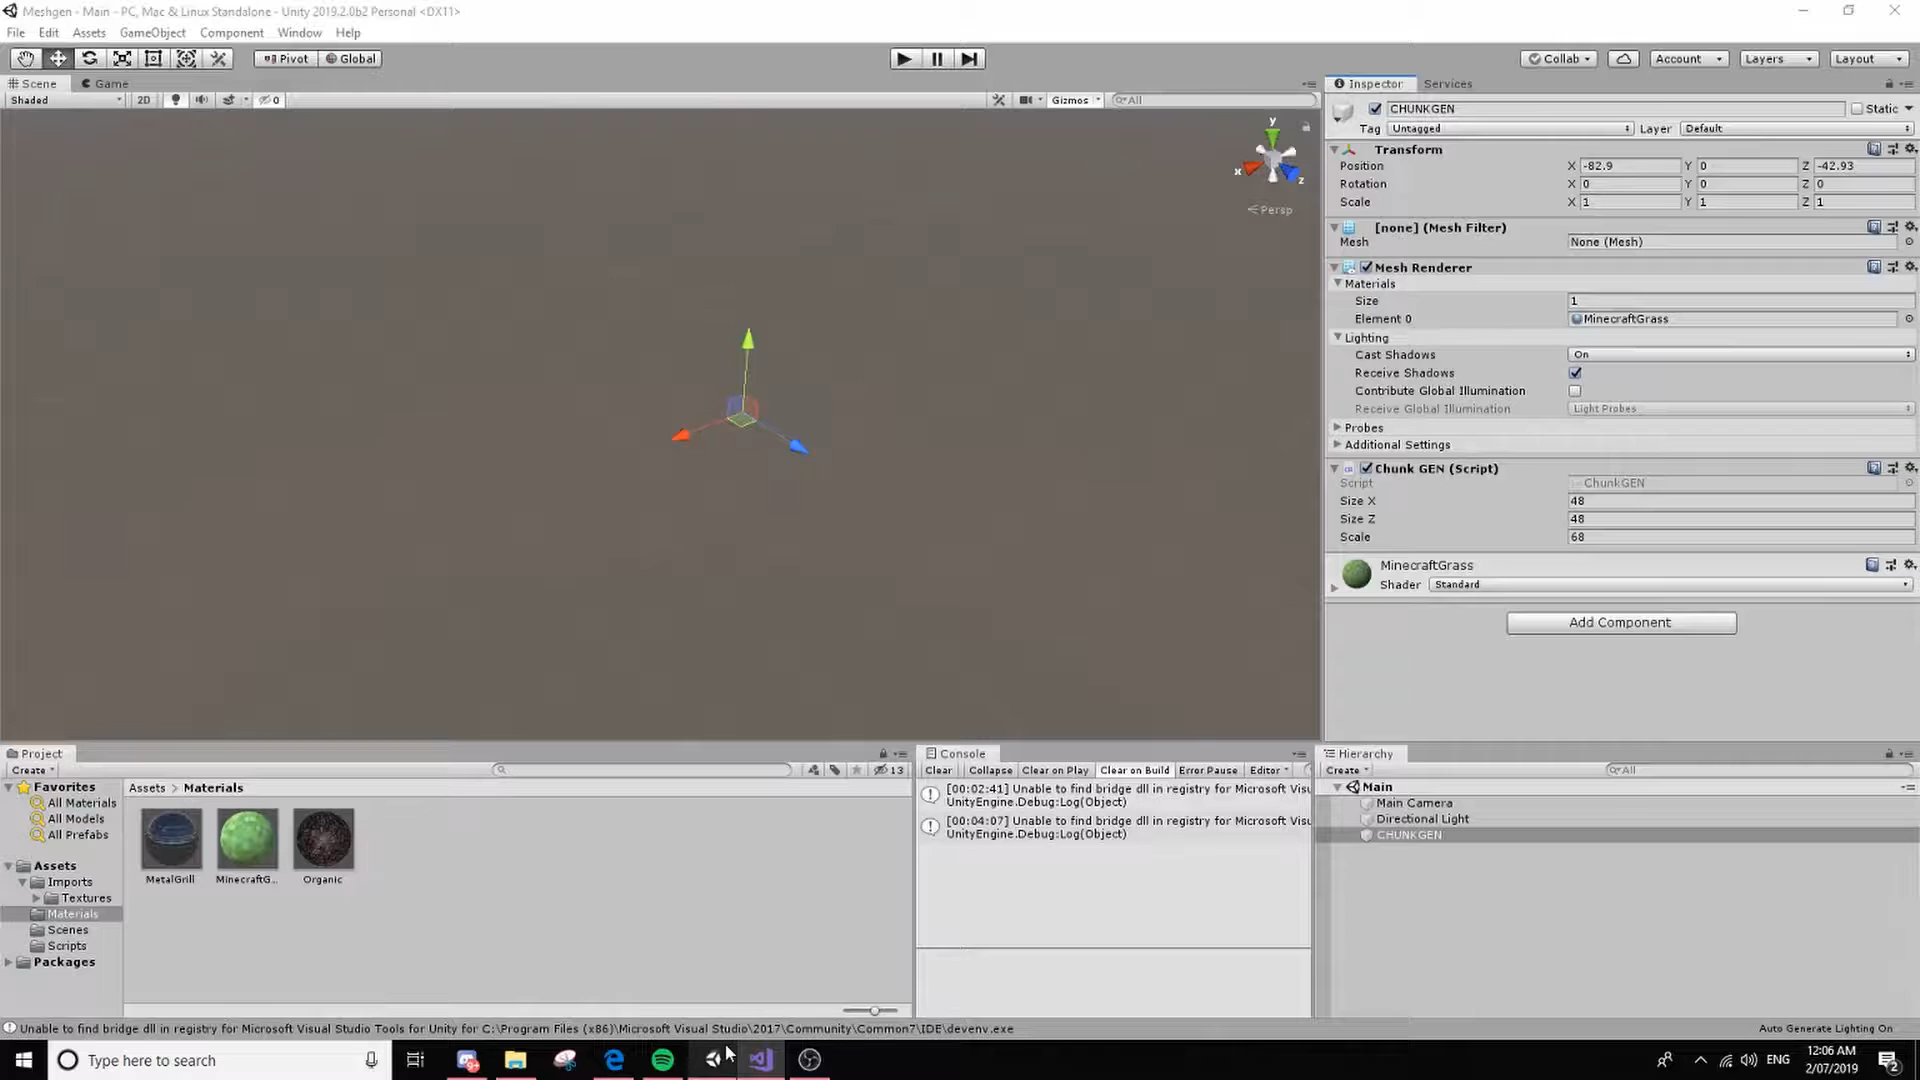 Meshgen - Main - PC, Mac & Linux Standalone - Unity 2019.2.0b2 Personal <DX11>
File Edit Assets GameObject Component Window Help
Pivot Global Collab Account Layers Layout
Scene Game
Shaded 2D 0 Gizmos All
y
x
z
Persp
Inspector Services
CHUNKGEN Static
Tag Untagged Layer Default
Transform
Position X -82.9 Y 0 Z -42.93
Rotation X 0 Y 0 Z 0
Scale X 1 Y 1 Z 1
[none] (Mesh Filter)
Mesh None (Mesh)
Mesh Renderer
Materials
Size 1
Element 0 MinecraftGrass
Lighting
Cast Shadows On
Receive Shadows
Contribute Global Illumination
Receive Global Illumination Light Probes
Probes
Additional Settings
Chunk GEN (Script)
Script ChunkGEN
Size X 48
Size Z 48
Scale 68
MinecraftGrass
Shader Standard
Add Component
Project
Create 13
Favorites
All Materials
All Models
All Prefabs
Assets
Imports
Textures
Materials
Scenes
Scripts
Packages
Assets > Materials
MetalGrill MinecraftG... Organic
Console
Clear Collapse Clear on Play Clear on Build Error Pause Editor
[00:02:41] Unable to find bridge dll in registry for Microsoft Visu
UnityEngine.Debug:Log(Object)
[00:04:07] Unable to find bridge dll in registry for Microsoft Visu
UnityEngine.Debug:Log(Object)
Hierarchy
Create All
Main
Main Camera
Directional Light
CHUNKGEN
Unable to find bridge dll in registry for Microsoft Visual Studio Tools for Unity for C:\Program Files (x86)\Microsoft Visual Studio\2017\Community\Common7\IDE\devenv.exe
Auto Generate Lighting On
Type here to search
ENG
12:06 AM
2/07/2019
2